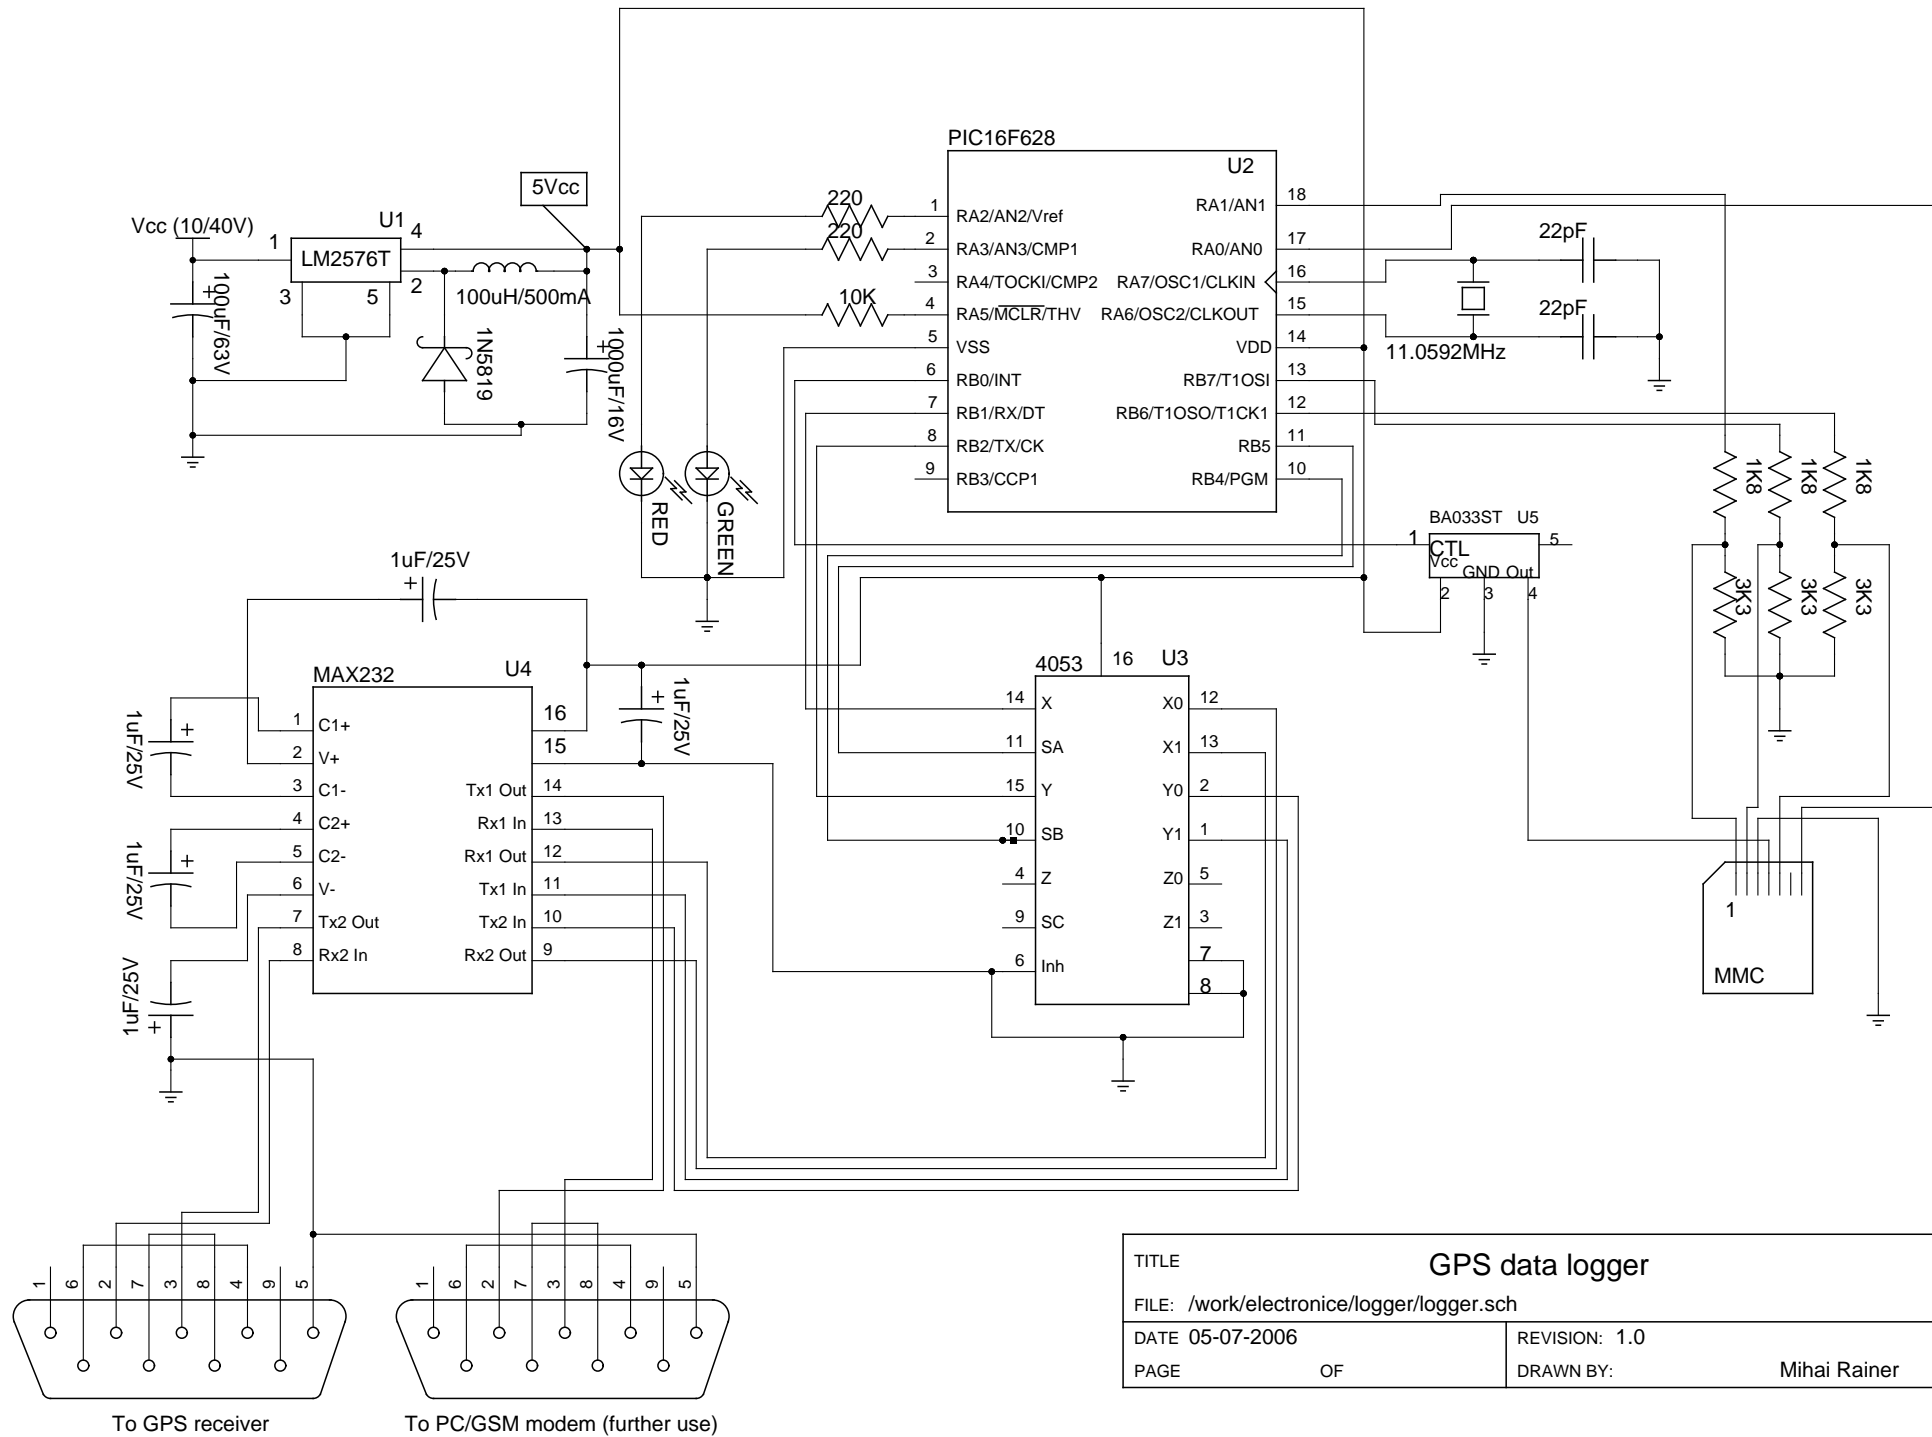 PIC16F628
U2
1 RA2/AN2/Vref
2 RA3/AN3/CMP1
3 RA4/TOCKI/CMP2
4 RA5/MCLR/THV
5 VSS
6 RB0/INT
7 RB1/RX/DT
8 RB2/TX/CK
9 RB3/CCP1
RA1/AN1 18
RA0/AN0 17
RA7/OSC1/CLKIN 16
RA6/OSC2/CLKOUT 15
VDD 14
RB7/T1OSI 13
RB6/T1OSO/T1CK1 12
RB5 11
RB4/PGM 10
5Vcc
Vcc (10/40V)
U1
LM2576T
1
4
2
3
5
100uF/63V
100uH/500mA
1N5819
1000uF/16V
220
220
10K
RED
GREEN
22pF
22pF
11.0592MHz
1K8
1K8
1K8
3K3
3K3
3K3
BA033ST U5
1
5
CTL
Vcc
GND Out
2
3
4
1uF/25V
+
MAX232
U4
1 C1+
2 V+
3 C1-
4 C2+
5 C2-
6 V-
7 Tx2 Out
8 Rx2 In
16
15
Tx1 Out 14
Rx1 In 13
Rx1 Out 12
Tx1 In 11
Tx2 In 10
Rx2 Out 9
1uF/25V
+
1uF/25V
+
1uF/25V
+
1uF/25V
+
4053
16
U3
14 X
11 SA
15 Y
10 SB
4 Z
9 SC
6 Inh
X0 12
X1 13
Y0 2
Y1 1
Z0 5
Z1 3
7
8
1
MMC
1 6 2 7 3 8 4 9 5
To GPS receiver
1 6 2 7 3 8 4 9 5
To PC/GSM modem (further use)
TITLE GPS data logger
FILE: /work/electronice/logger/logger.sch
DATE 05-07-2006
REVISION: 1.0
PAGE OF
DRAWN BY: Mihai Rainer